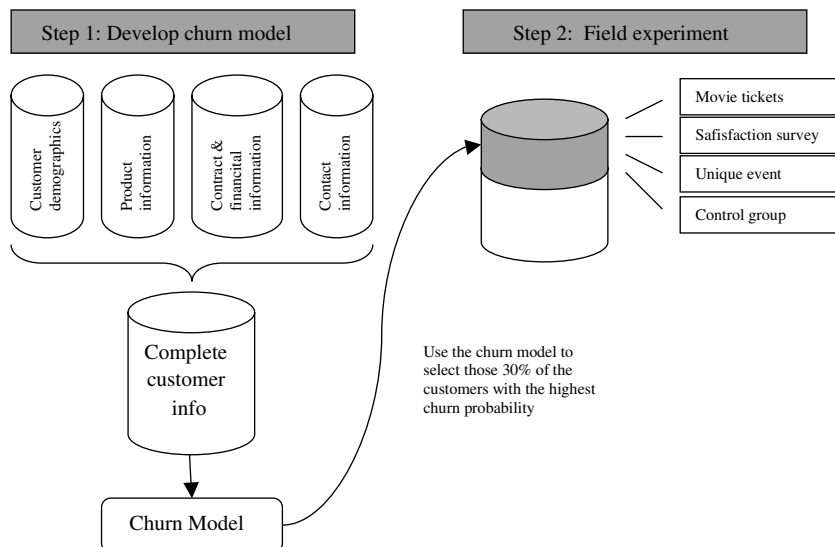 Step 1: Develop churn model
Customer
demographics
Product
information
Contract &
financital
information
Contact
information
Complete
customer
info
Churn Model
Step 2: Field experiment
Movie tickets
Safisfaction survey
Unique event
Control group
Use the churn model to
select those 30% of the
customers with the highest
churn probability